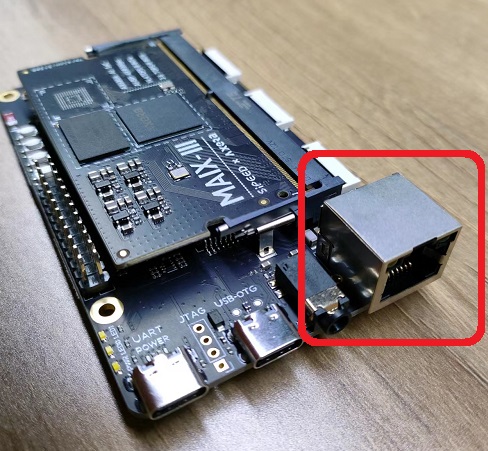 MAIX-III
SIPEED x AXERA
USB-OTG
JTAG
UART
POWER